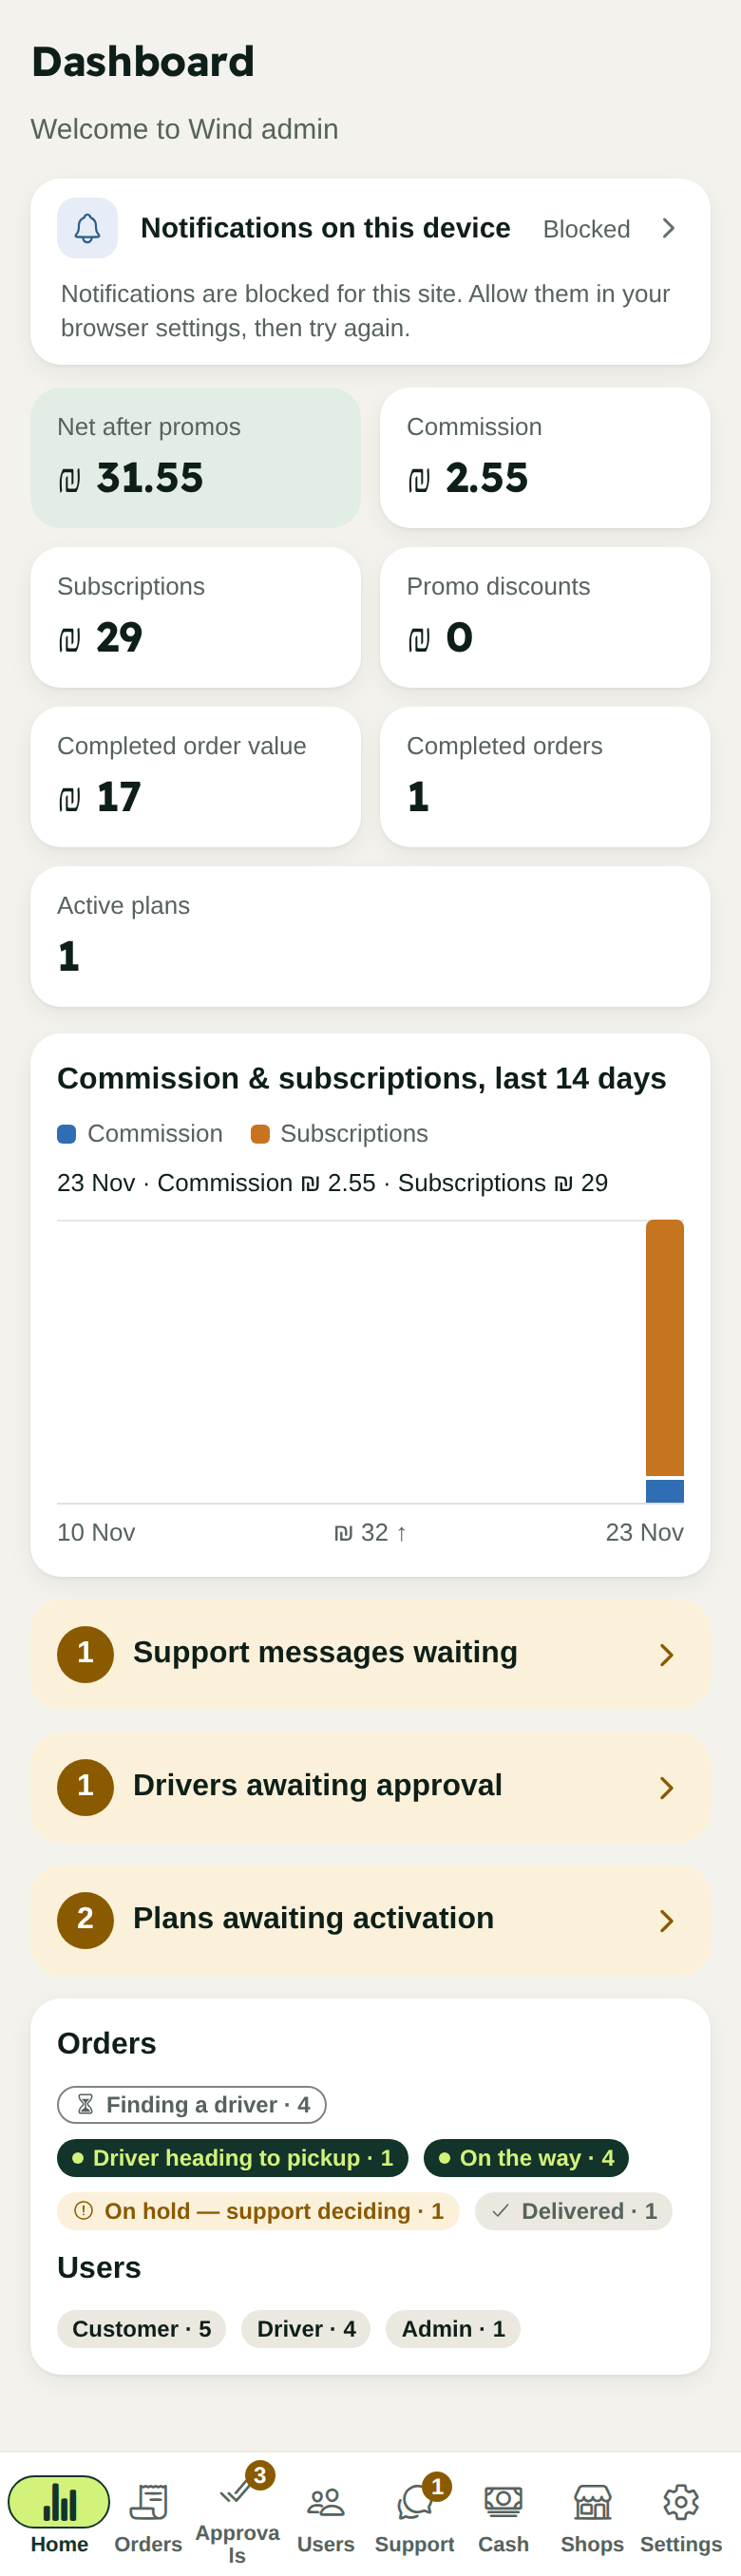 Dashboard
Welcome to Wind admin
Notifications on this device Blocked
Notifications are blocked for this site. Allow them in your
browser settings, then try again.
Net after promos
₪ 31.55
Commission
₪ 2.55
Subscriptions
₪ 29
Promo discounts
₪ 0
Completed order value
₪ 17
Completed orders
1
Active plans
1
Commission & subscriptions, last 14 days
Commission Subscriptions
23 Nov · Commission ₪ 2.55 · Subscriptions ₪ 29
10 Nov ₪ 32 ↑ 23 Nov
1 Support messages waiting
1 Drivers awaiting approval
2 Plans awaiting activation
Orders
Finding a driver · 4
Driver heading to pickup · 1 On the way · 4
On hold — support deciding · 1 Delivered · 1
Users
Customer · 5 Driver · 4 Admin · 1
3 1
Home Orders Approva
ls Users Support Cash Shops Settings